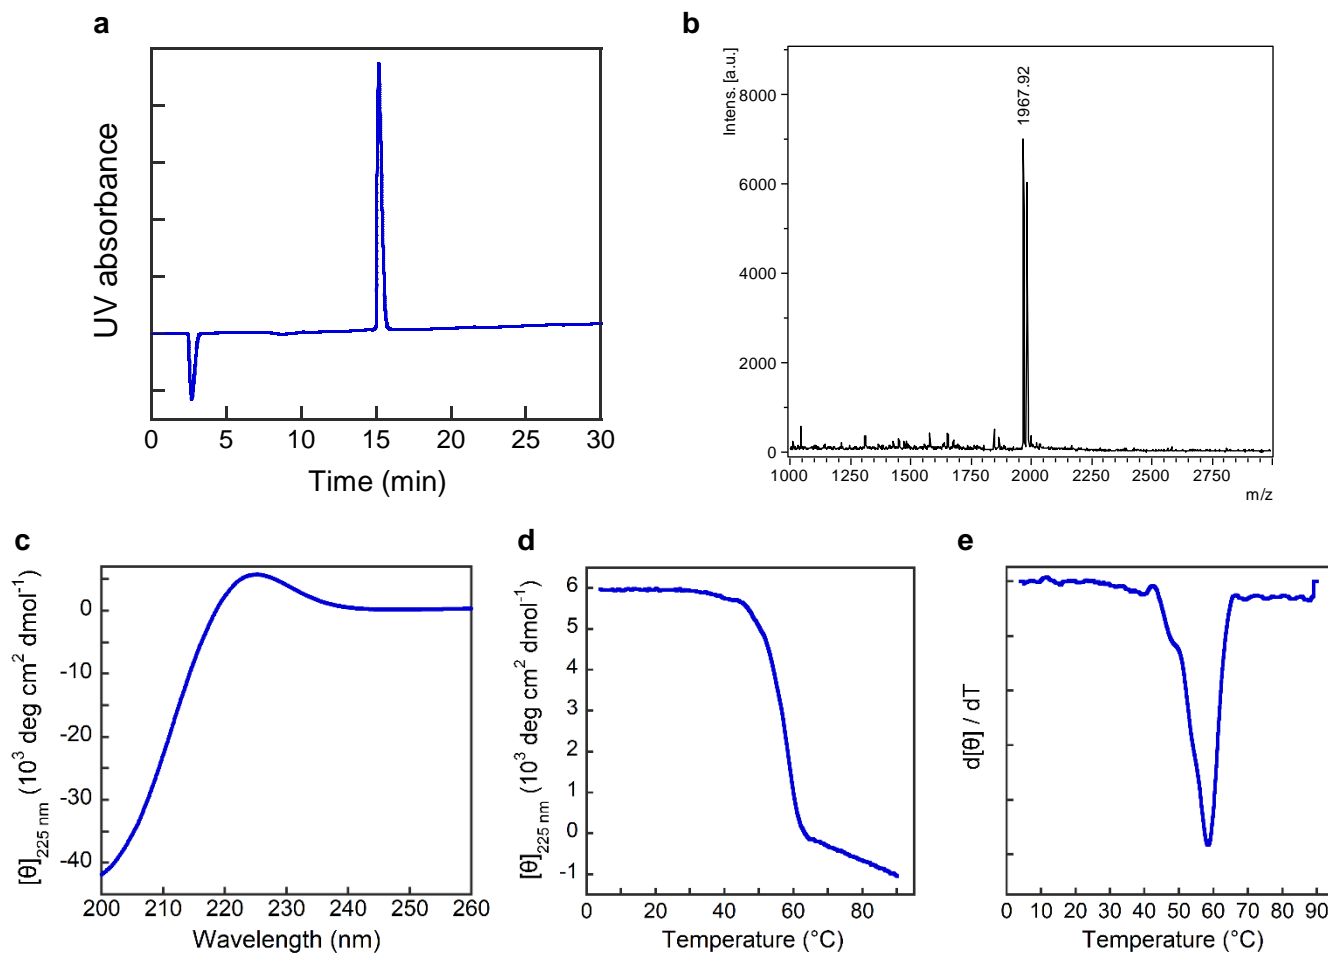 a
UV absorbance
0 5 10 15 20 25 30
Time (min)
b
Intens. [a.u.]
8000
6000
4000
2000
0
1967.92
1000 1250 1500 1750 2000 2250 2500 2750
m/z
c
[θ]225 nm (10³ deg cm² dmol⁻¹)
0
-10
-20
-30
-40
200 210 220 230 240 250 260
Wavelength (nm)
d
[θ]225 nm (10³ deg cm² dmol⁻¹)
6
5
4
3
2
1
0
-1
0 20 40 60 80
Temperature (°C)
e
d[θ] / dT
0 10 20 30 40 50 60 70 80 90
Temperature (°C)